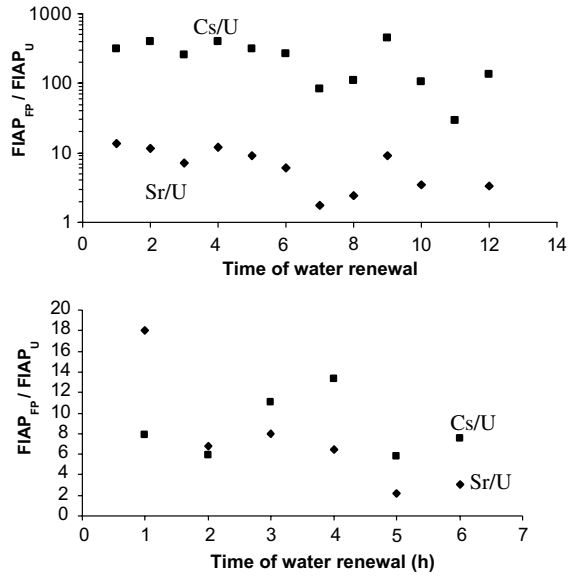 FIAP_FP / FIAP_U
1000
100
10
1
Cs/U
Sr/U
0 2 4 6 8 10 12 14
Time of water renewal
FIAP_FP / FIAP_U
20
18
16
14
12
10
8
6
4
2
0
Cs/U
Sr/U
0 1 2 3 4 5 6 7
Time of water renewal (h)